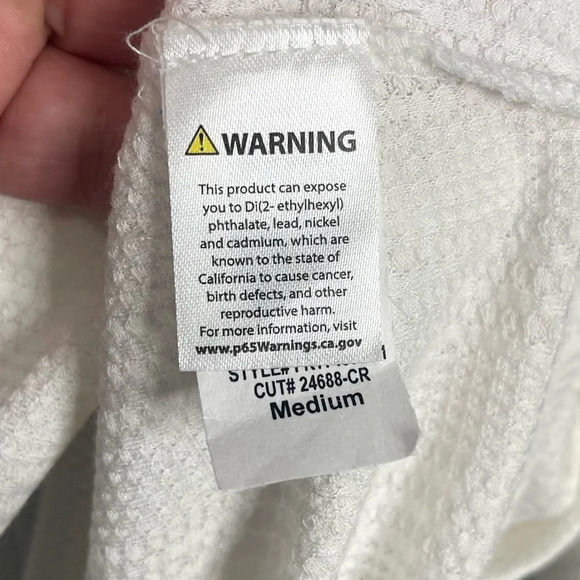 WARNING
This product can expose
you to Di(2- ethylhexyl)
phthalate, lead, nickel
and cadmium, which are
known to the state of
California to cause cancer,
birth defects, and other
reproductive harm.
For more information, visit
www.p65Warnings.ca.gov
STYLE#
CUT# 24688-CR
Medium